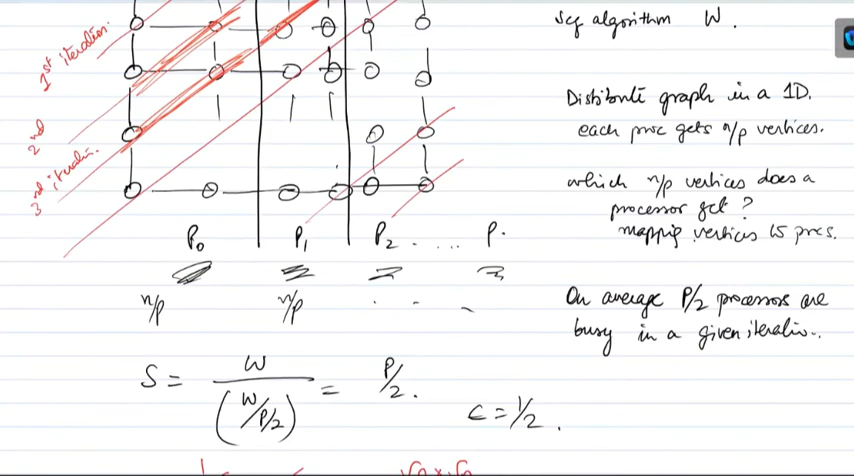 1st iteration.
2nd
3rd iteratin.
P₀ P₁ P₂ .... P.
n/p n/p . - .
S = W / (W/P/2) = P/2.
ϵ = 1/2.
Seq algorithm W.
Distribute graph in a 1D.
each proc gets n/p vertices.
which n/p vertices does a
processor get?
mapping vertices to procs.
On average P/2 processors are
busy in a given iteration..